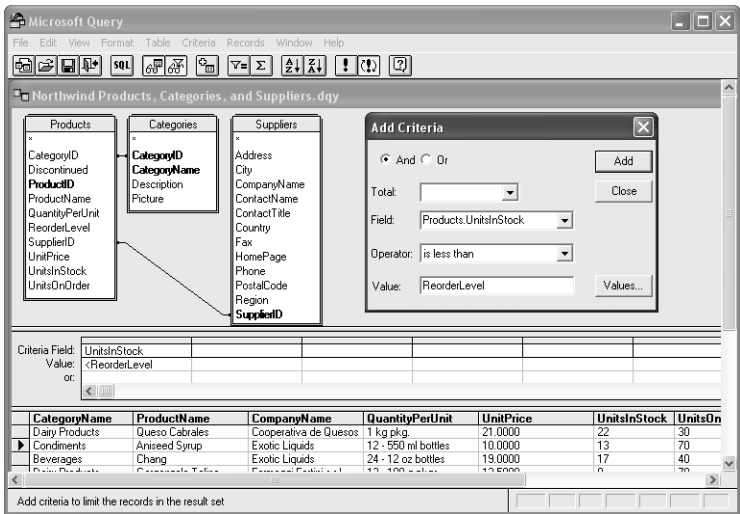 Microsoft Query
File Edit View Format Table Criteria Records Window Help
SQL
Northwind Products, Categories, and Suppliers.dqy
Products
*
CategoryID
Discontinued
ProductID
ProductName
QuantityPerUnit
ReorderLevel
SupplierID
UnitPrice
UnitsInStock
UnitsOnOrder
Categories
*
CategoryID
CategoryName
Description
Picture
Suppliers
*
Address
City
CompanyName
ContactName
ContactTitle
Country
Fax
HomePage
Phone
PostalCode
Region
SupplierID
Add Criteria
And Or
Add
Total:
Close
Field: Products.UnitsInStock
Operator: is less than
Value: ReorderLevel Values...
Criteria Field: UnitsInStock
Value: <ReorderLevel
or:
CategoryName ProductName CompanyName QuantityPerUnit UnitPrice UnitsInStock UnitsOn
Dairy Products Queso Cabrales Cooperativa de Quesos 1 kg pkg. 21.0000 22 30
Condiments Aniseed Syrup Exotic Liquids 12 - 550 ml bottles 10.0000 13 70
Beverages Chang Exotic Liquids 24 - 12 oz bottles 19.0000 17 40
Add criteria to limit the records in the result set